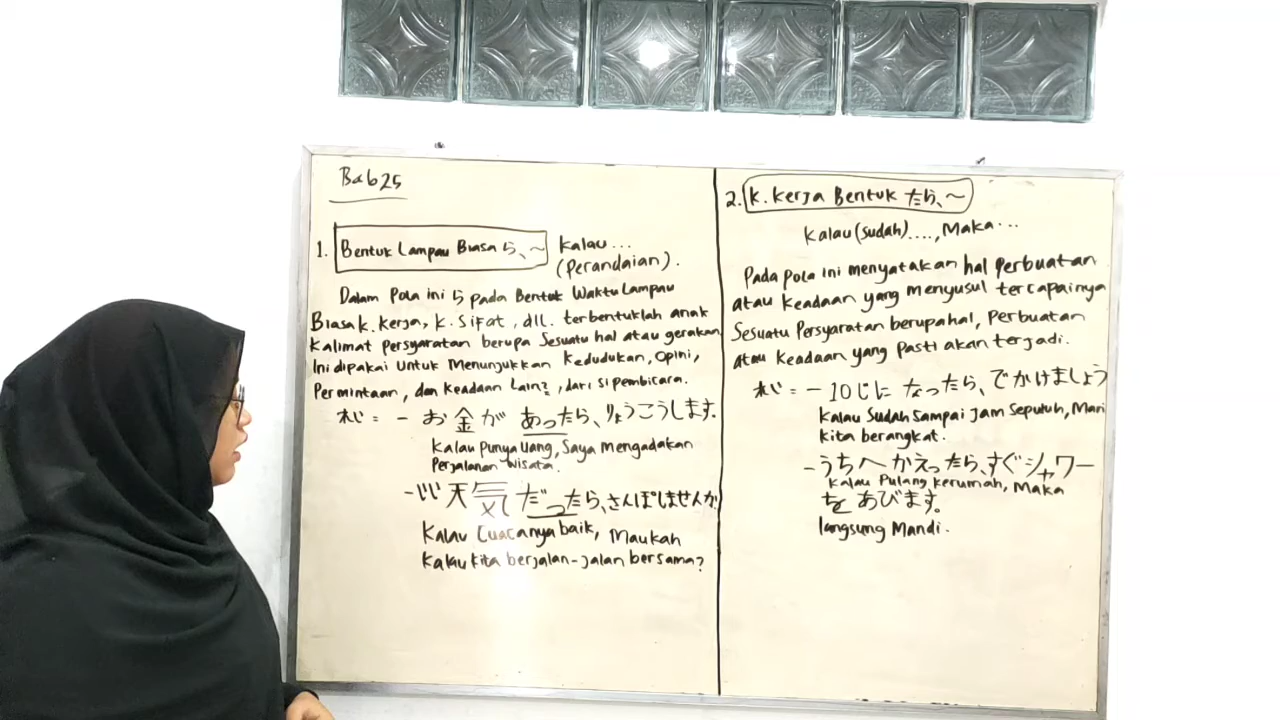 Bab 25
1. Bentuk Lampau Biasa ら、~ Kalau ...
(Perandaian).
Dalam Pola ini ら pada Bentuk Waktu Lampau
Biasa k. kerja, k. Sifat, dll. terbentuklah anak
Kalimat persyaratan berupa Sesuatu hal atau gerakan
Ini dipakai Untuk Menunjukkan Kedudukan, Opini,
Permintaan, dan Keadaan Lain2, dari sipembicara.
れい = - お金が あったら、りょうこうします。
Kalau Punya Uang, Saya Mengadakan
Perjalanan Wisata.
- いい天気だったら、さんぽしませんか
Kalau Cuacanya baik, Maukah
Kalau kita berjalan-jalan bersama?
2. K. Kerja Bentuk たら、~
Kalau (sudah) ...., Maka ...
Pada pola ini menyatakan hal Perbuatan
atau Keadaan yang menyusul tercapainya
Sesuatu Persyaratan berupa hal, Perbuatan
atau Keadaan yang Pasti akan terjadi.
れい = - 10じに なったら、でかけましょう
Kalau Sudah Sampai Jam Sepuluh, Mari
kita berangkat.
- うちへ かえったら、すぐ シャワー
Kalau Pulang kerumah, Maka
を あびます。
langsung Mandi.